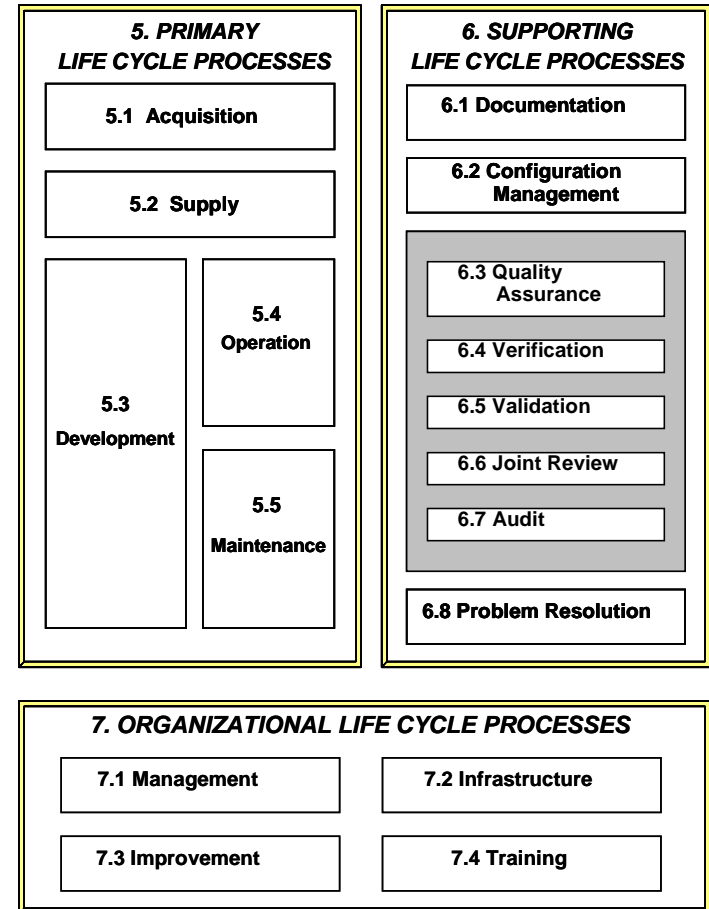 5. PRIMARY
LIFE CYCLE PROCESSES
5.1 Acquisition
5.2 Supply
5.3
Development
5.4
Operation
5.5
Maintenance
6. SUPPORTING
LIFE CYCLE PROCESSES
6.1 Documentation
6.2 Configuration
Management
6.3 Quality
Assurance
6.4 Verification
6.5 Validation
6.6 Joint Review
6.7 Audit
6.8 Problem Resolution
7. ORGANIZATIONAL LIFE CYCLE PROCESSES
7.1 Management
7.2 Infrastructure
7.3 Improvement
7.4 Training